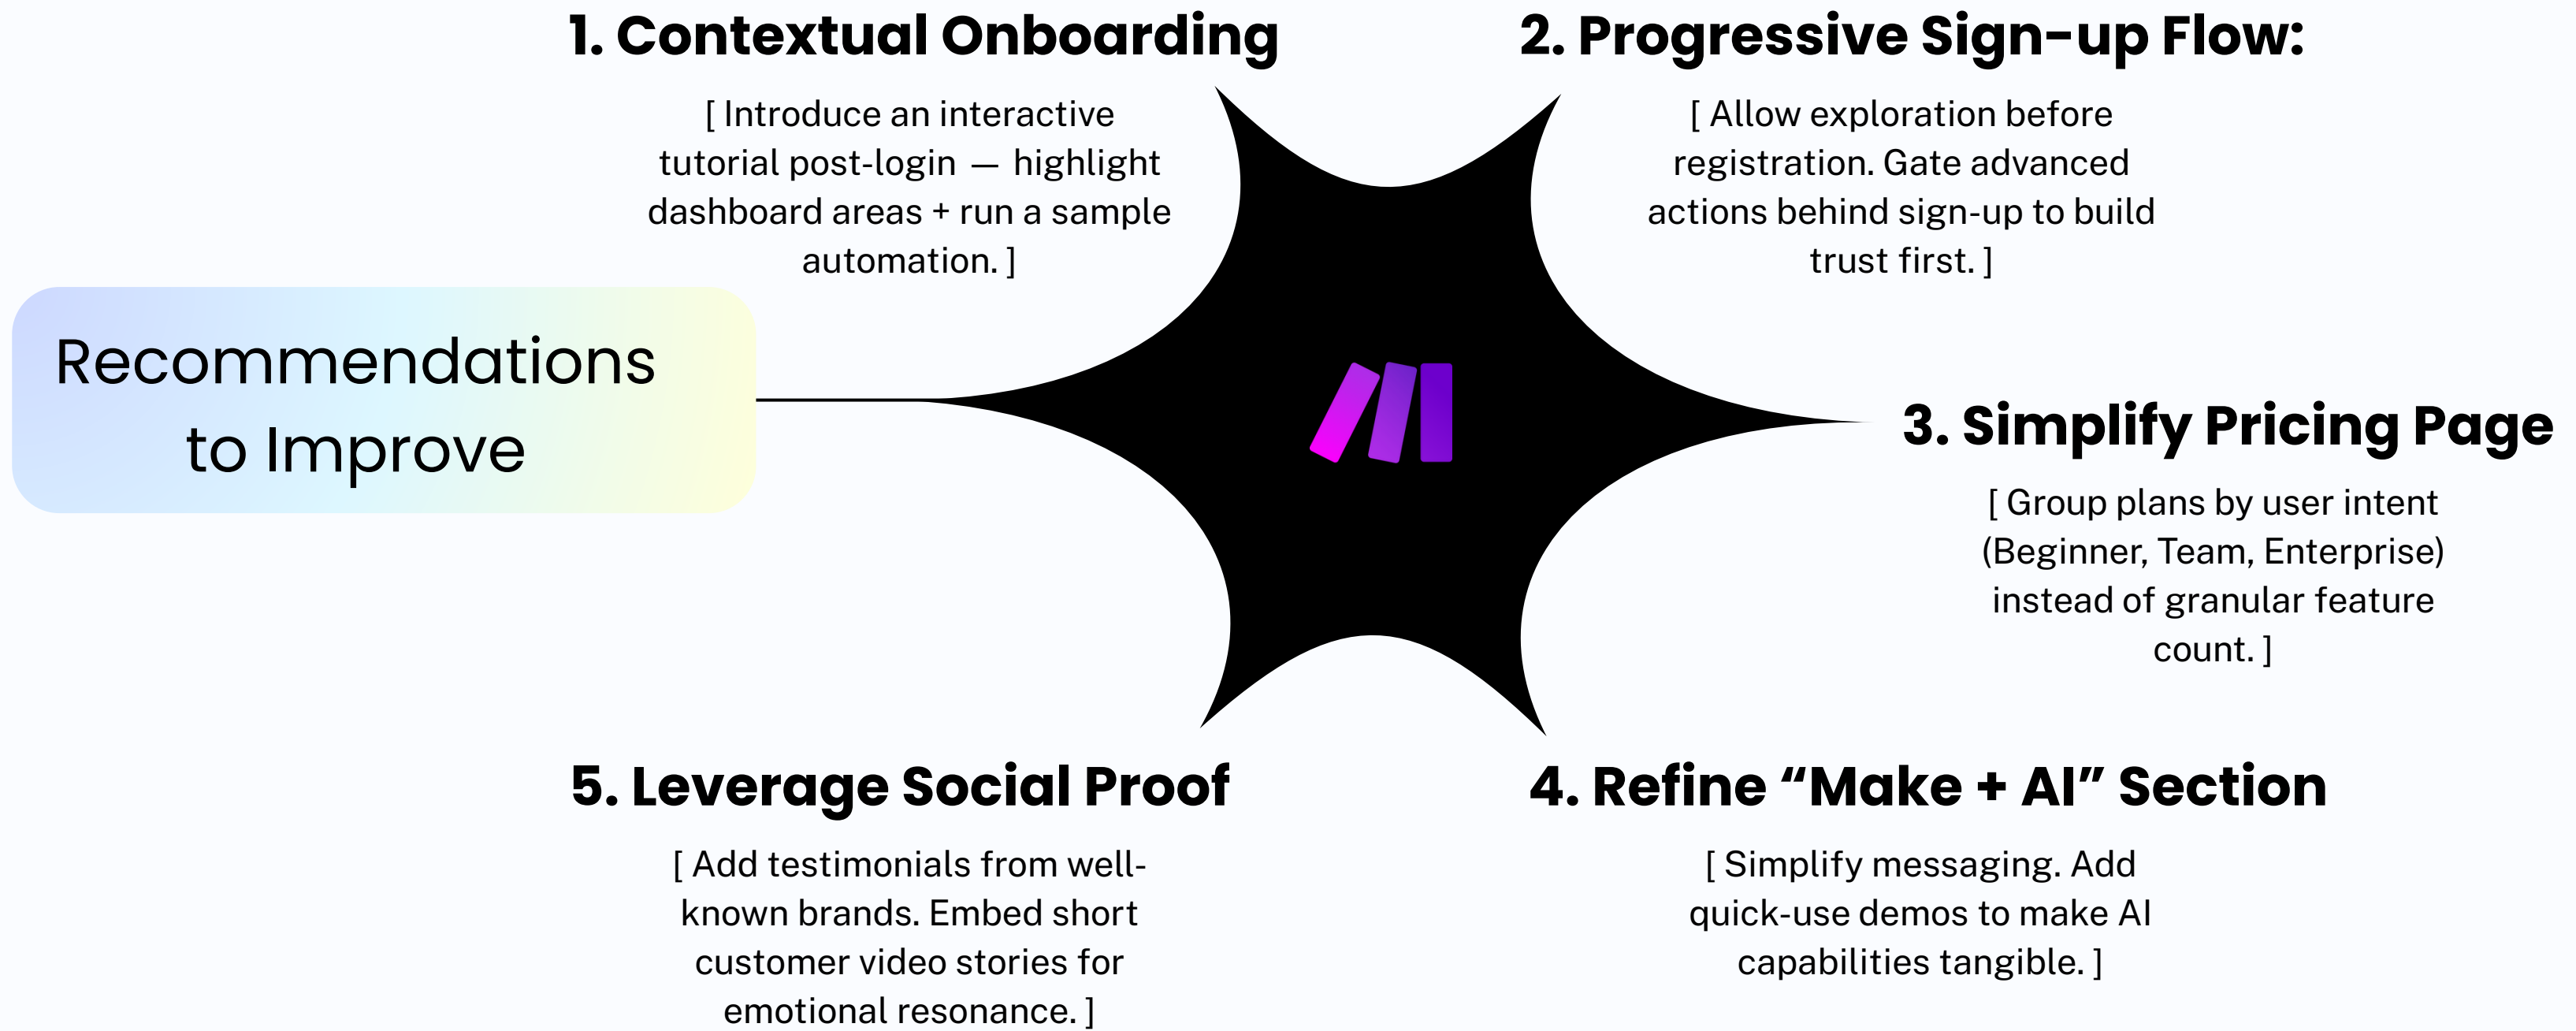 Recommendations
to Improve
1. Contextual Onboarding
[ Introduce an interactive
tutorial post-login — highlight
dashboard areas + run a sample
automation. ]
2. Progressive Sign-up Flow:
[ Allow exploration before
registration. Gate advanced
actions behind sign-up to build
trust first. ]
3. Simplify Pricing Page
[ Group plans by user intent
(Beginner, Team, Enterprise)
instead of granular feature
count. ]
4. Refine “Make + AI” Section
[ Simplify messaging. Add
quick-use demos to make AI
capabilities tangible. ]
5. Leverage Social Proof
[ Add testimonials from well-
known brands. Embed short
customer video stories for
emotional resonance. ]